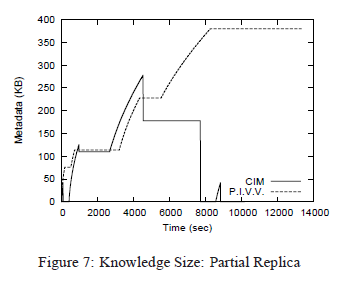 400
350
300
250
200
150
100
50
0
Metadata (KB)
CIM
P.I.V.V.
0 2000 4000 6000 8000 10000 12000 14000
Time (sec)
Figure 7: Knowledge Size: Partial Replica